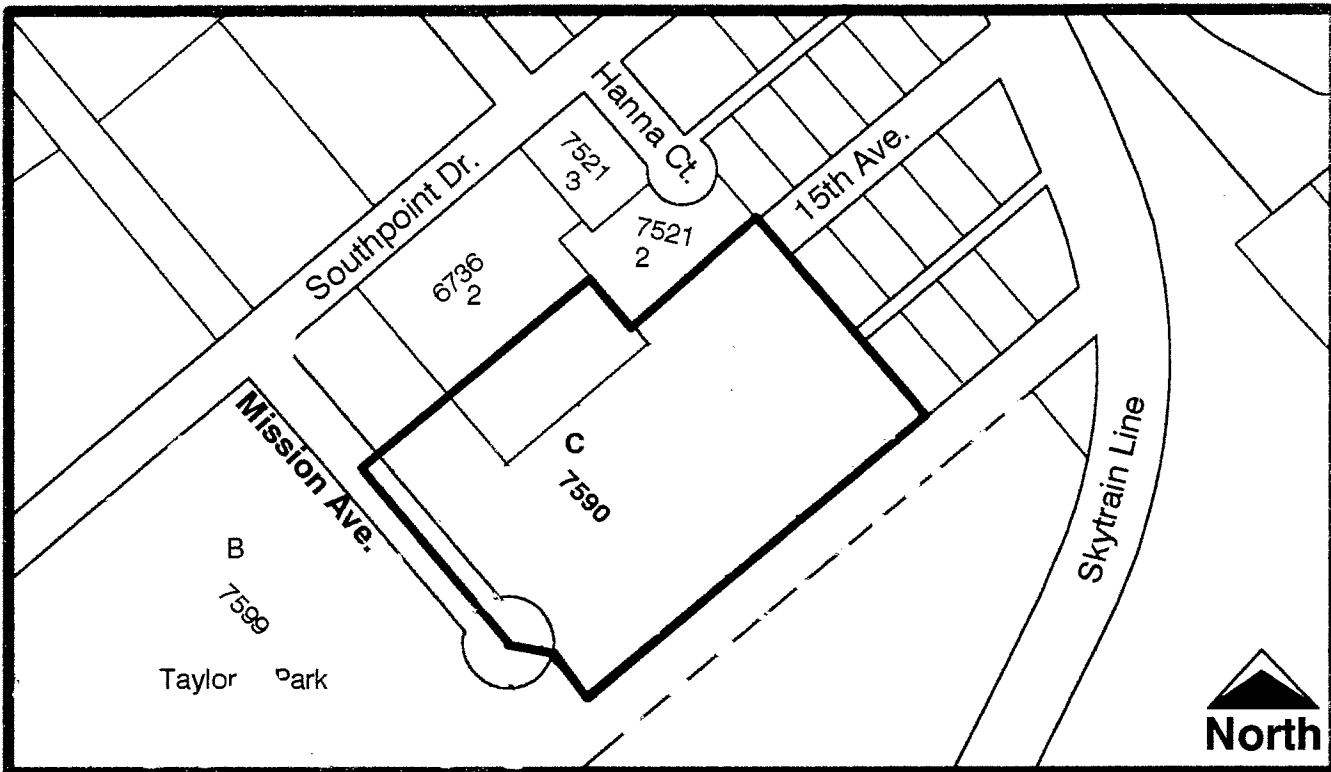 Hanna Ct.
7521
3
15th Ave.
Southpoint Dr.
7521
2
6736
2
Mission Ave.
C
7590
Skytrain Line
B
7599
Taylor Park
North